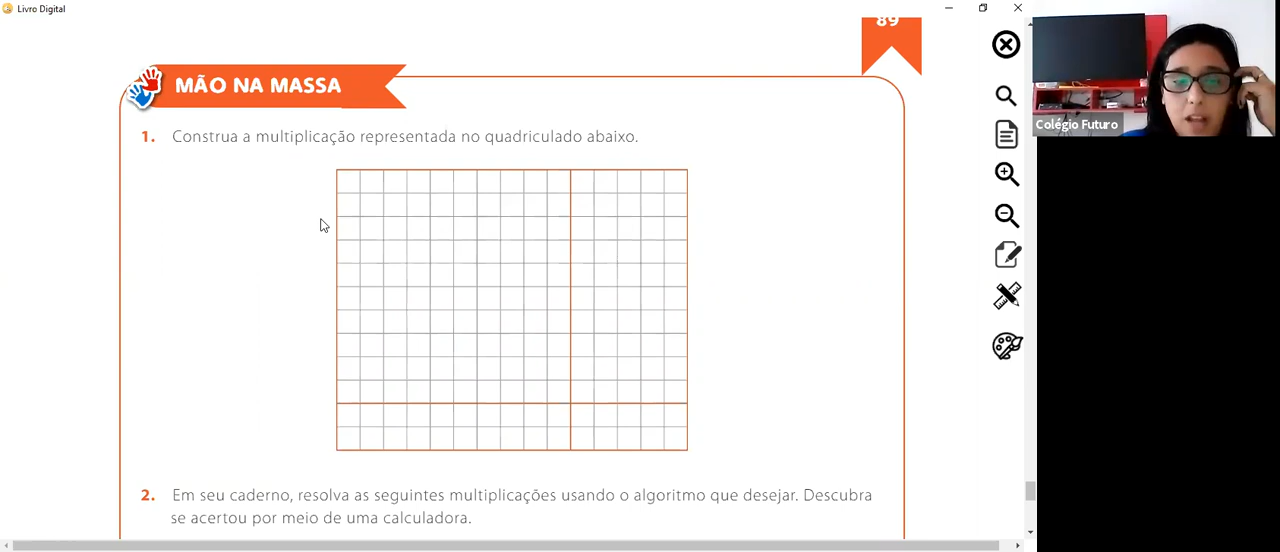 Livro Digital
89
MÃO NA MASSA
1. Construa a multiplicação representada no quadriculado abaixo.
Colégio Futuro
2. Em seu caderno, resolva as seguintes multiplicações usando o algoritmo que desejar. Descubra
se acertou por meio de uma calculadora.